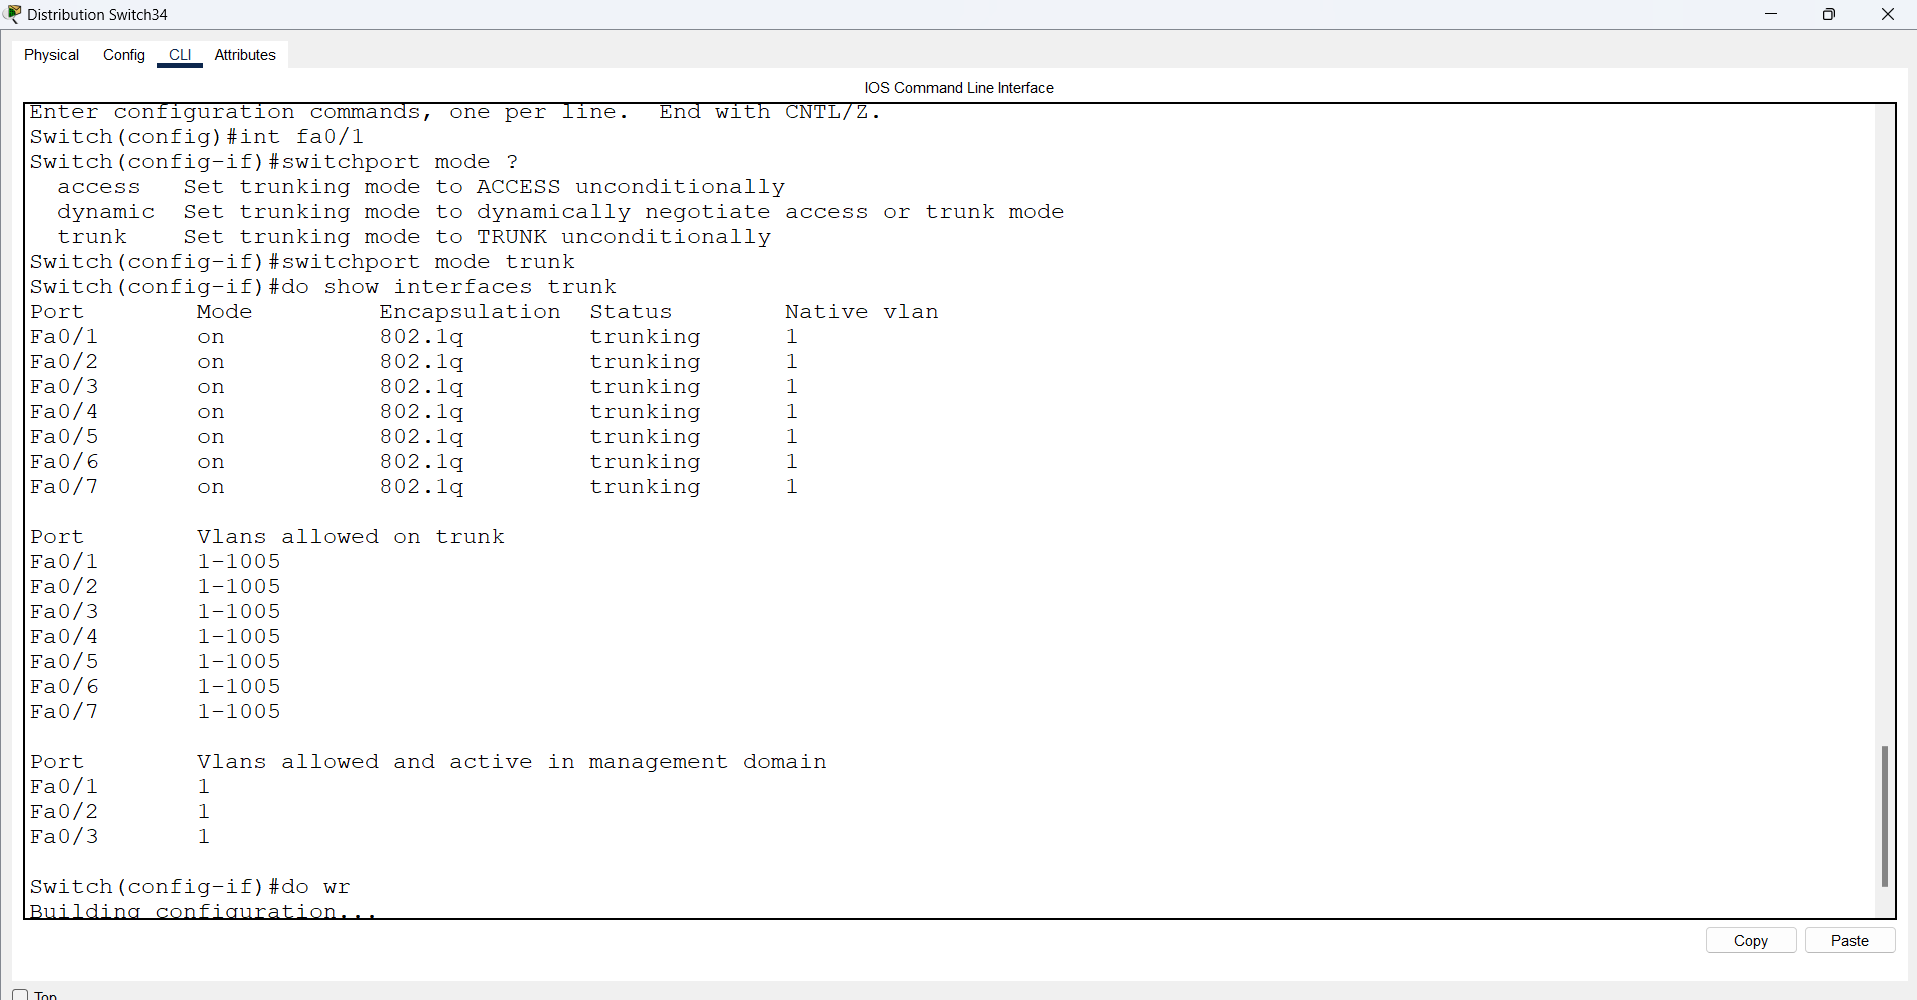 Distribution Switch34
Physical Config CLI Attributes
IOS Command Line Interface
Enter configuration commands, one per line.  End with CNTL/Z.
Switch(config)#int fa0/1
Switch(config-if)#switchport mode ?
  access   Set trunking mode to ACCESS unconditionally
  dynamic  Set trunking mode to dynamically negotiate access or trunk mode
  trunk    Set trunking mode to TRUNK unconditionally
Switch(config-if)#switchport mode trunk
Switch(config-if)#do show interfaces trunk
Port        Mode         Encapsulation  Status        Native vlan
Fa0/1       on           802.1q         trunking      1
Fa0/2       on           802.1q         trunking      1
Fa0/3       on           802.1q         trunking      1
Fa0/4       on           802.1q         trunking      1
Fa0/5       on           802.1q         trunking      1
Fa0/6       on           802.1q         trunking      1
Fa0/7       on           802.1q         trunking      1
Port        Vlans allowed on trunk
Fa0/1       1-1005
Fa0/2       1-1005
Fa0/3       1-1005
Fa0/4       1-1005
Fa0/5       1-1005
Fa0/6       1-1005
Fa0/7       1-1005
Port        Vlans allowed and active in management domain
Fa0/1       1
Fa0/2       1
Fa0/3       1
Switch(config-if)#do wr
Building configuration...
Copy Paste
Top